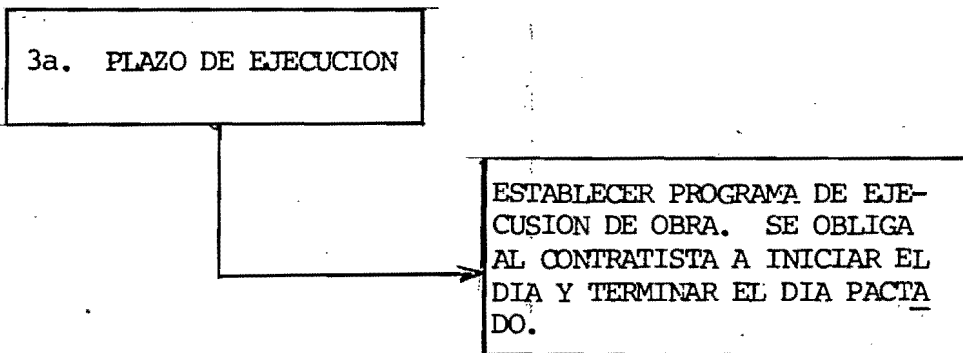 3a. PLAZO DE EJECUCION
ESTABLECER PROGRAMA DE EJE-
CUSION DE OBRA. SE OBLIGA
AL CONTRATISTA A INICIAR EL
DIA Y TERMINAR EL DIA PACTA
DO.